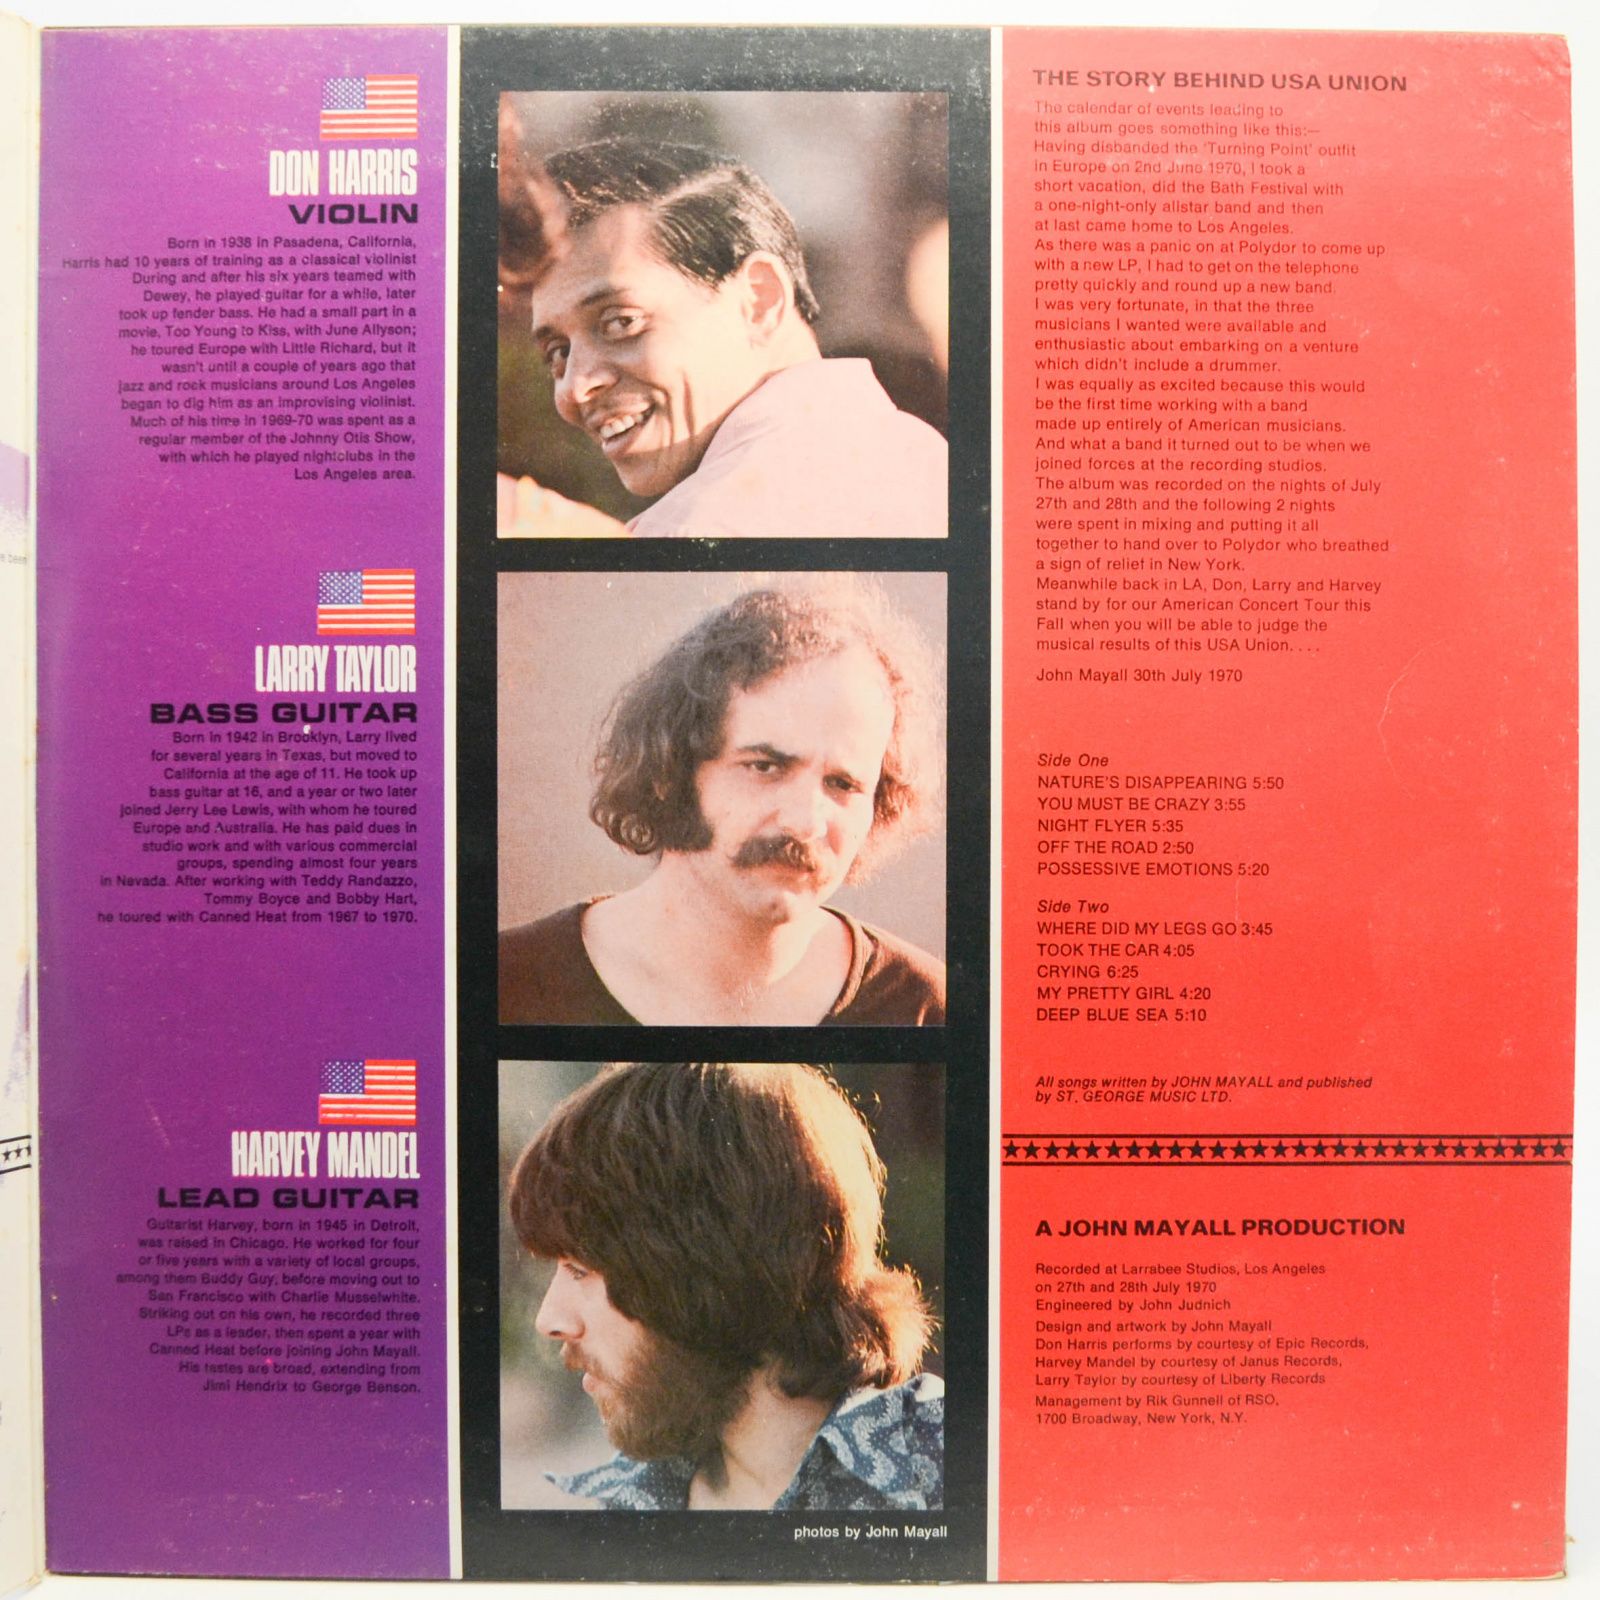 DON HARRIS
VIOLIN
Born in 1938 in Pasadena, California,
Harris had 10 years of training as a classical violinist
During and after his six years teamed with
Dewey, he played guitar for a while, later
took up fender bass. He had a small part in a
movie, Too Young to Kiss, with June Allyson;
he toured Europe with Little Richard, but it
wasn't until a couple of years ago that
jazz and rock musicians around Los Angeles
began to dig him as an improvising violinist.
Much of his time in 1969-70 was spent as a
regular member of the Johnny Otis Show,
with which he played nightclubs in the
Los Angeles area.
LARRY TAYLOR
BASS GUITAR
Born in 1942 in Brooklyn, Larry lived
for several years in Texas, but moved to
California at the age of 11. He took up
bass guitar at 16, and a year or two later
joined Jerry Lee Lewis, with whom he toured
Europe and Australia. He has paid dues in
studio work and with various commercial
groups, spending almost four years
in Nevada. After working with Teddy Randazzo,
Tommy Boyce and Bobby Hart,
he toured with Canned Heat from 1967 to 1970.
HARVEY MANDEL
LEAD GUITAR
Guitarist Harvey, born in 1945 in Detroit,
was raised in Chicago. He worked for four
or five years with a variety of local groups,
among them Buddy Guy, before moving out to
San Francisco with Charlie Musselwhite.
Striking out on his own, he recorded three
LPs as a leader, then spent a year with
Canned Heat before joining John Mayall.
His tastes are broad, extending from
Jimi Hendrix to George Benson.
photos by John Mayall
THE STORY BEHIND USA UNION
The calendar of events leading to
this album goes something like this:—
Having disbanded the 'Turning Point' outfit
in Europe on 2nd June 1970, I took a
short vacation, did the Bath Festival with
a one-night-only allstar band and then
at last came home to Los Angeles.
As there was a panic on at Polydor to come up
with a new LP, I had to get on the telephone
pretty quickly and round up a new band.
I was very fortunate, in that the three
musicians I wanted were available and
enthusiastic about embarking on a venture
which didn't include a drummer.
I was equally as excited because this would
be the first time working with a band
made up entirely of American musicians.
And what a band it turned out to be when we
joined forces at the recording studios.
The album was recorded on the nights of July
27th and 28th and the following 2 nights
were spent in mixing and putting it all
together to hand over to Polydor who breathed
a sign of relief in New York.
Meanwhile back in LA, Don, Larry and Harvey
stand by for our American Concert Tour this
Fall when you will be able to judge the
musical results of this USA Union. . . .
John Mayall 30th July 1970
Side One
NATURE'S DISAPPEARING 5:50
YOU MUST BE CRAZY 3:55
NIGHT FLYER 5:35
OFF THE ROAD 2:50
POSSESSIVE EMOTIONS 5:20
Side Two
WHERE DID MY LEGS GO 3:45
TOOK THE CAR 4:05
CRYING 6:25
MY PRETTY GIRL 4:20
DEEP BLUE SEA 5:10
All songs written by JOHN MAYALL and published
by ST. GEORGE MUSIC LTD.
A JOHN MAYALL PRODUCTION
Recorded at Larrabee Studios, Los Angeles
on 27th and 28th July 1970
Engineered by John Judnich
Design and artwork by John Mayall
Don Harris performs by courtesy of Epic Records,
Harvey Mandel by courtesy of Janus Records,
Larry Taylor by courtesy of Liberty Records
Management by Rik Gunnell of RSO,
1700 Broadway, New York, N.Y.